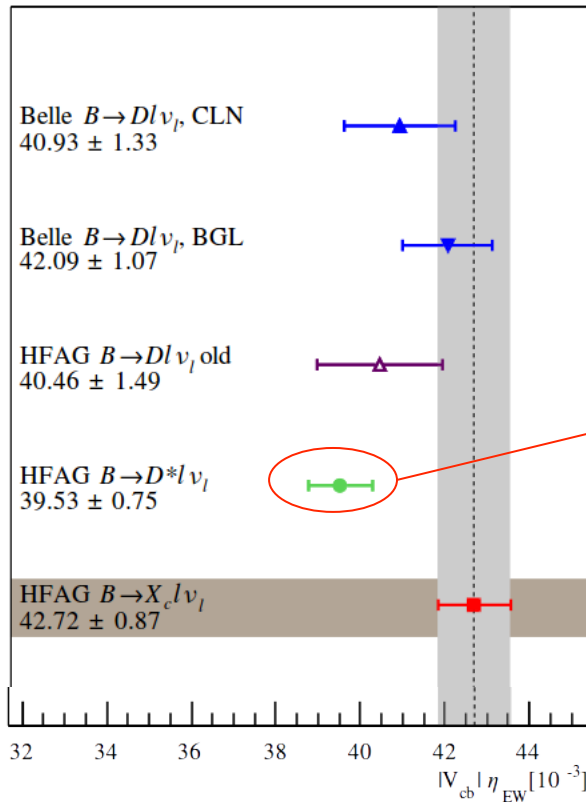 Belle B→Dlν_l, CLN
40.93 ± 1.33
Belle B→Dlν_l, BGL
42.09 ± 1.07
HFAG B→Dlν_l old
40.46 ± 1.49
HFAG B→D*lν_l
39.53 ± 0.75
HFAG B→X_c lν_l
42.72 ± 0.87
32 34 36 38 40 42 44
|V_cb| η_EW [10⁻³]